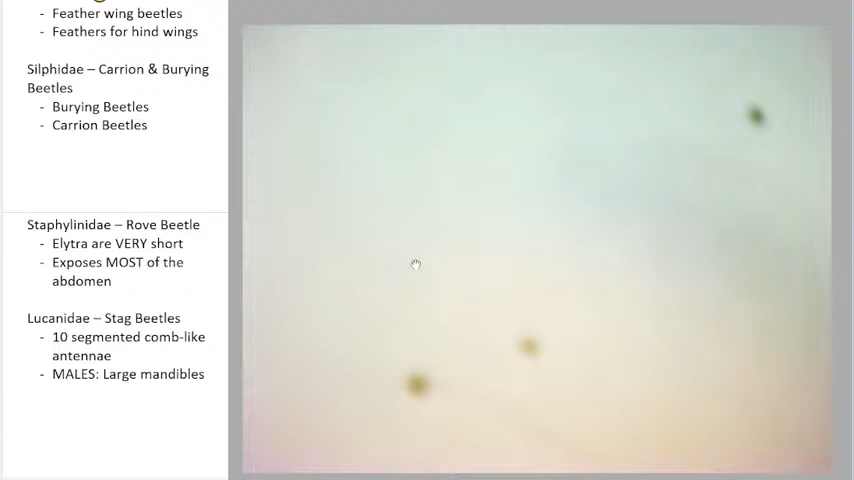 - Feather wing beetles
- Feathers for hind wings
Silphidae – Carrion & Burying
Beetles
- Burying Beetles
- Carrion Beetles
Staphylinidae – Rove Beetle
- Elytra are VERY short
- Exposes MOST of the
abdomen
Lucanidae – Stag Beetles
- 10 segmented comb-like
antennae
- MALES: Large mandibles